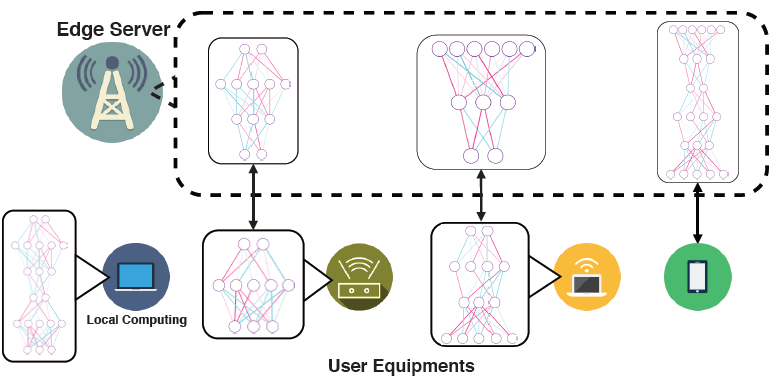 Edge Server
Local Computing
User Equipments